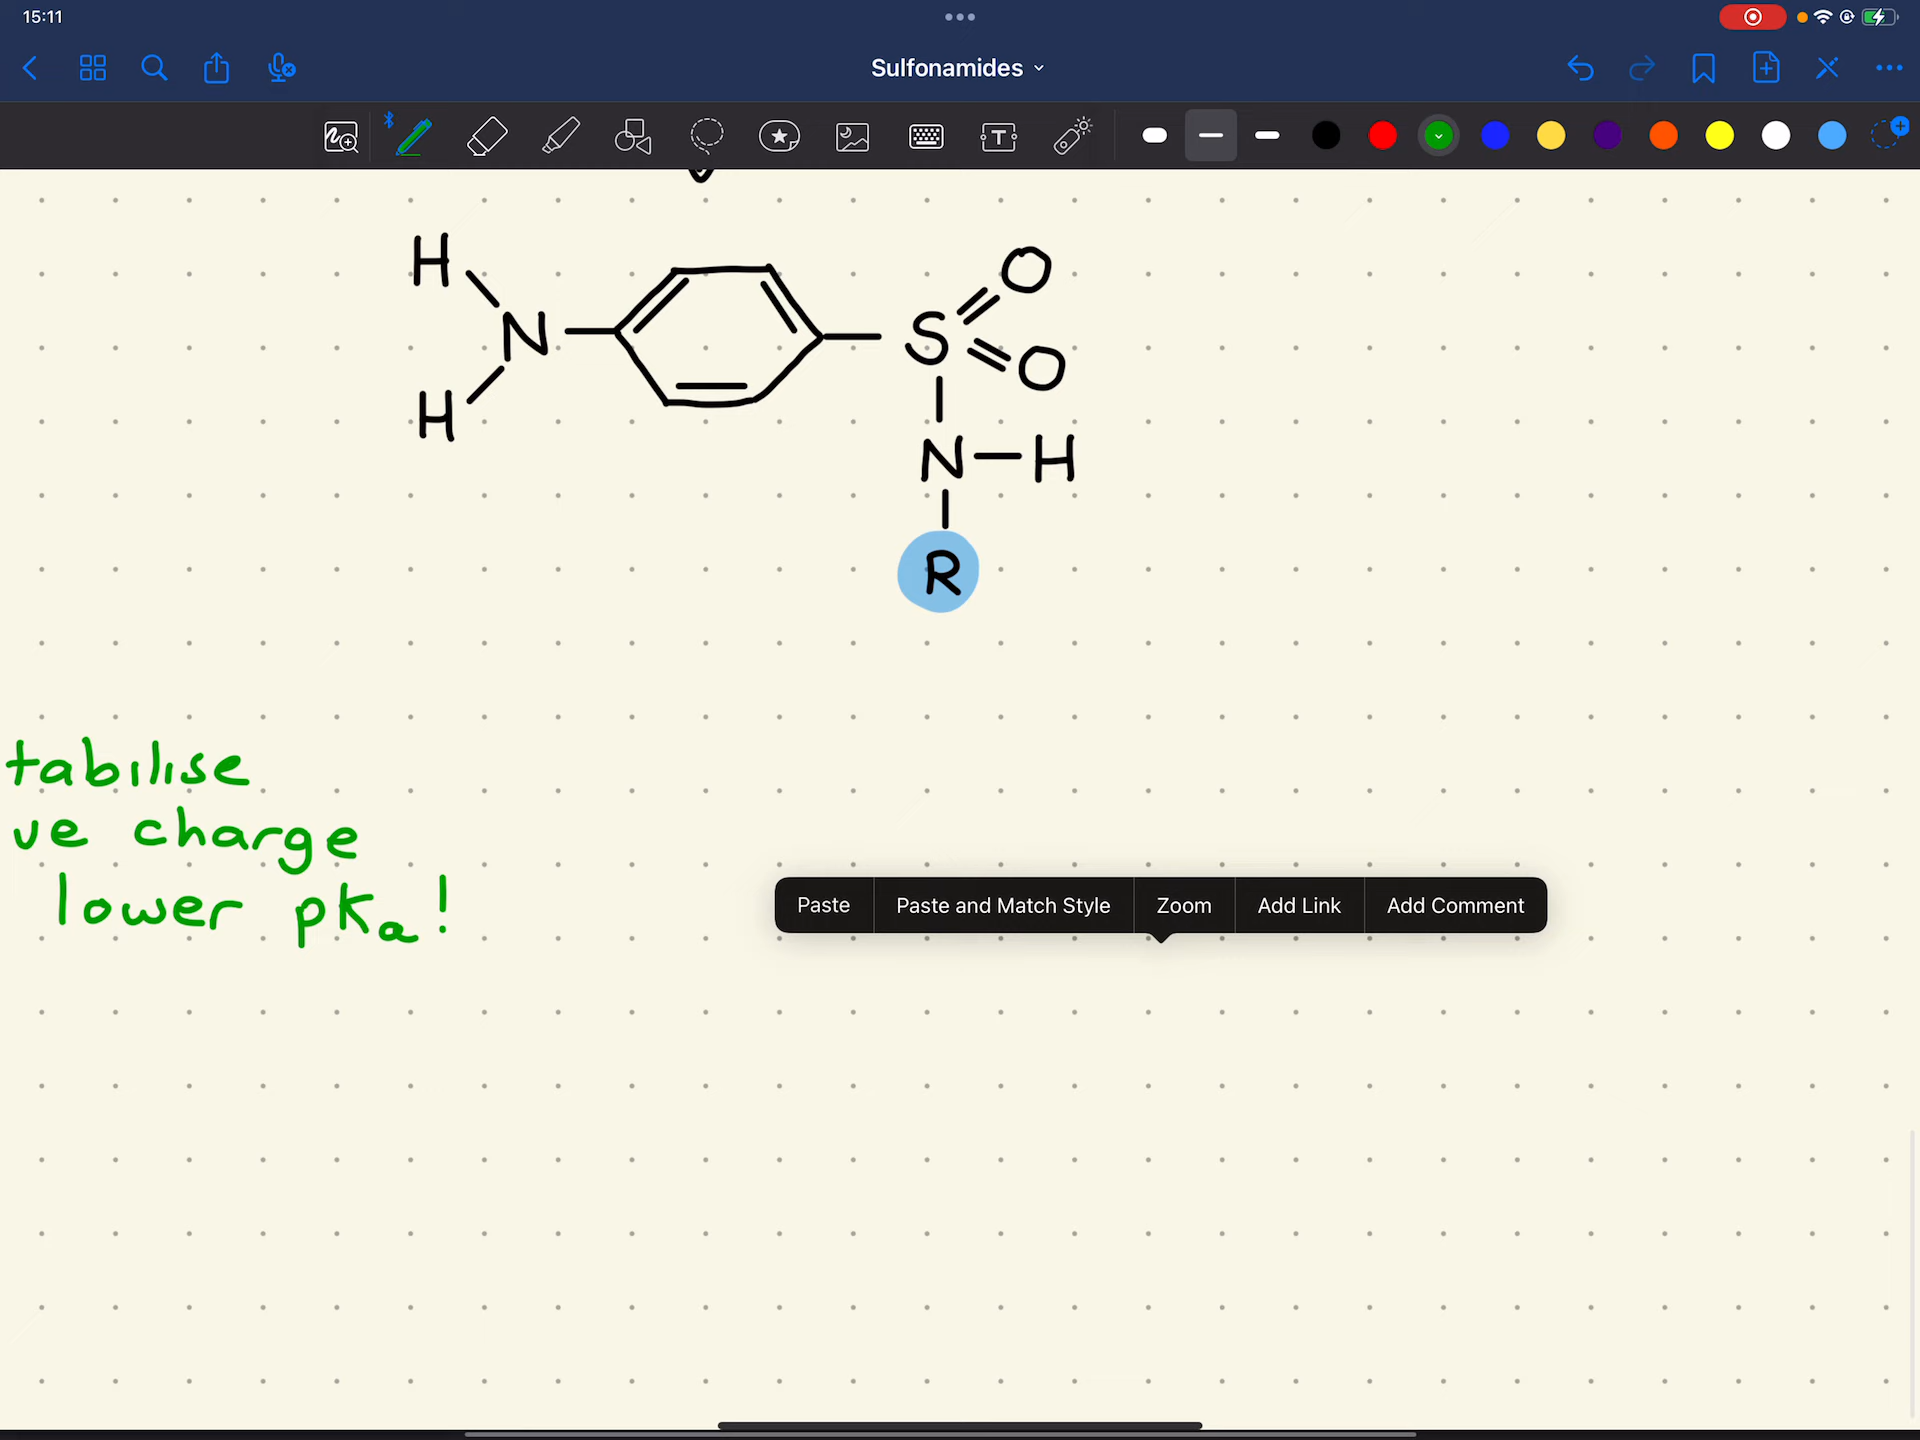 15:11
Sulfonamides
H
O
N
S
O
H
N H
R
tabilise
ve charge
lower pKa!
Paste Paste and Match Style Zoom Add Link Add Comment